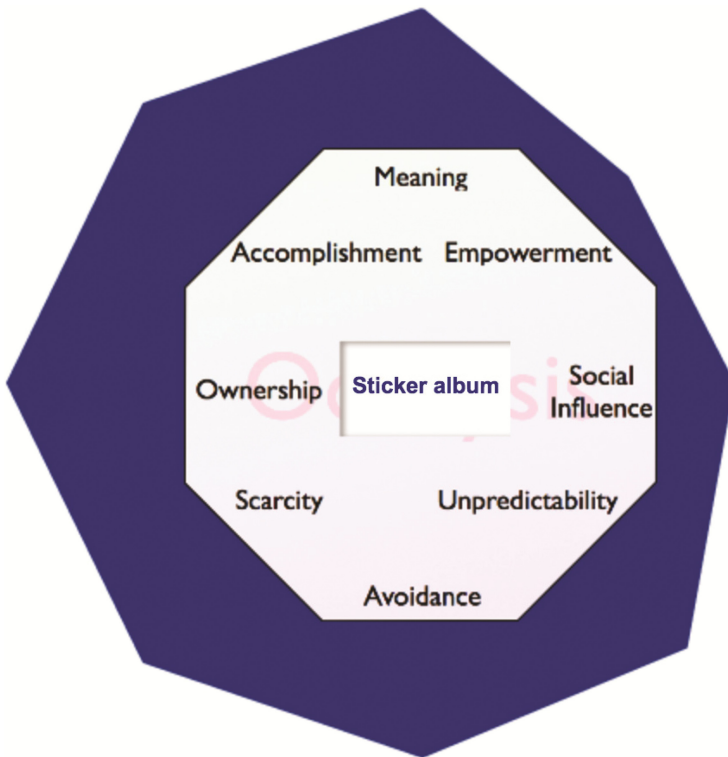 Meaning
Accomplishment Empowerment
Ownership
Sticker album
Social
Influence
Scarcity
Unpredictability
Avoidance